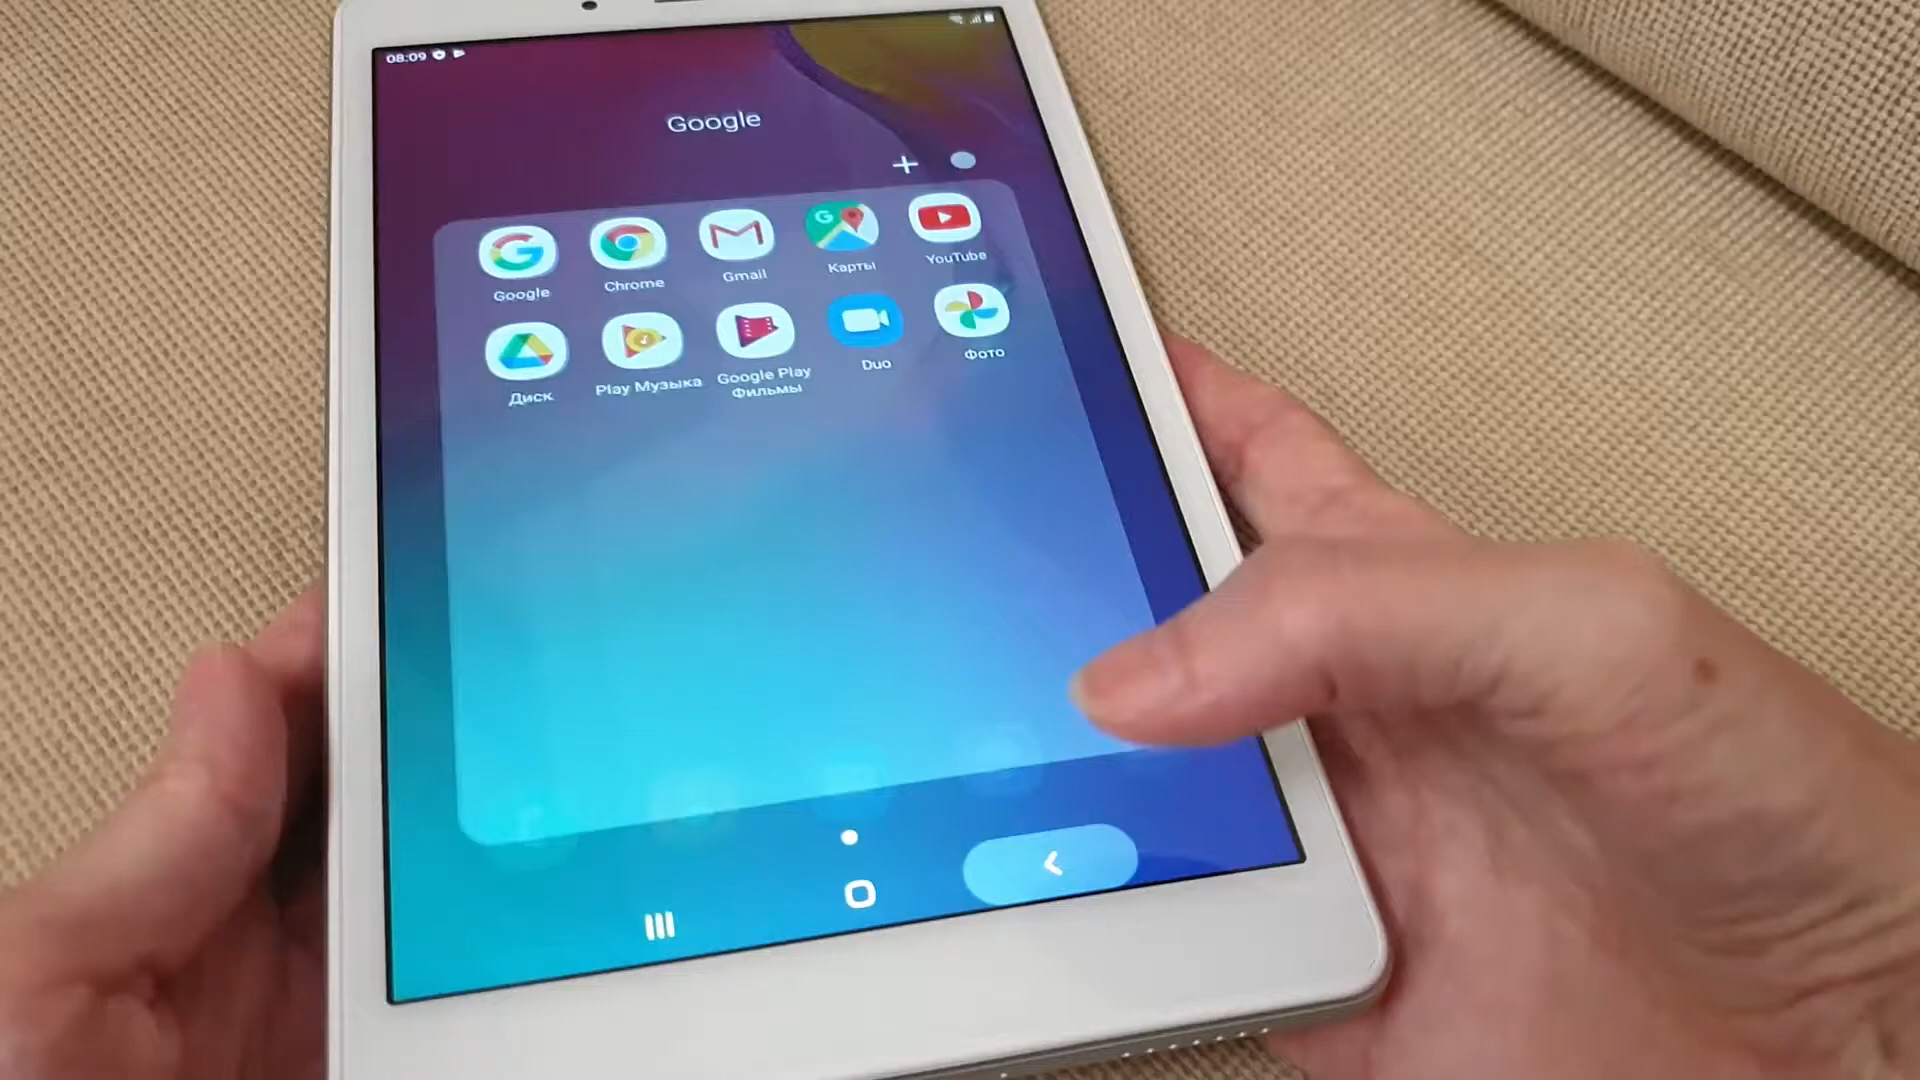 08:09
Google
Google
Chrome
Gmail
Карты
YouTube
Диск
Play Музыка
Google Play
Фильмы
Duo
Фото